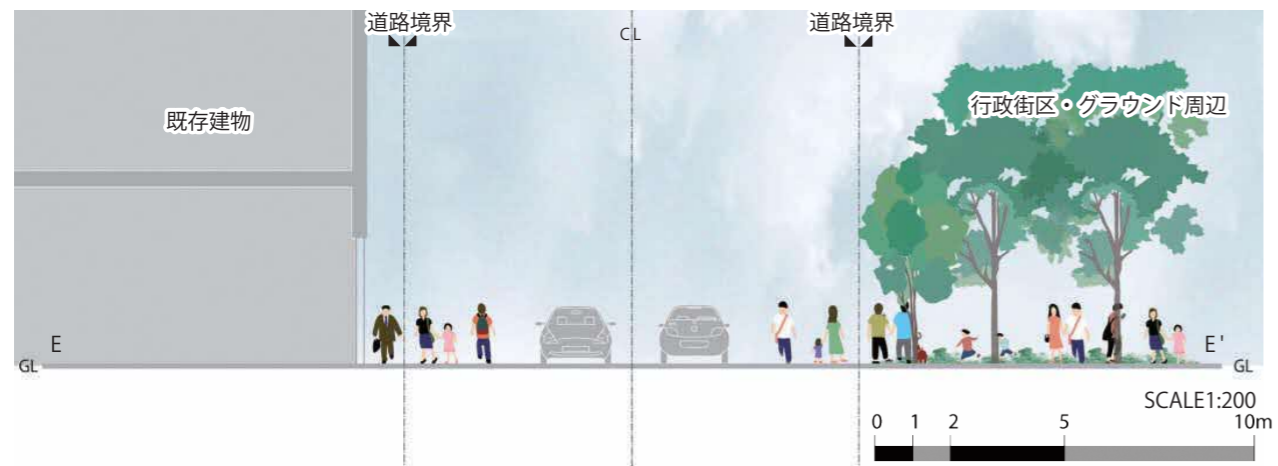 道路境界
CL
道路境界
既存建物
行政街区・グラウンド周辺
E
E'
GL
GL
SCALE1:200
0 1 2 5 10m